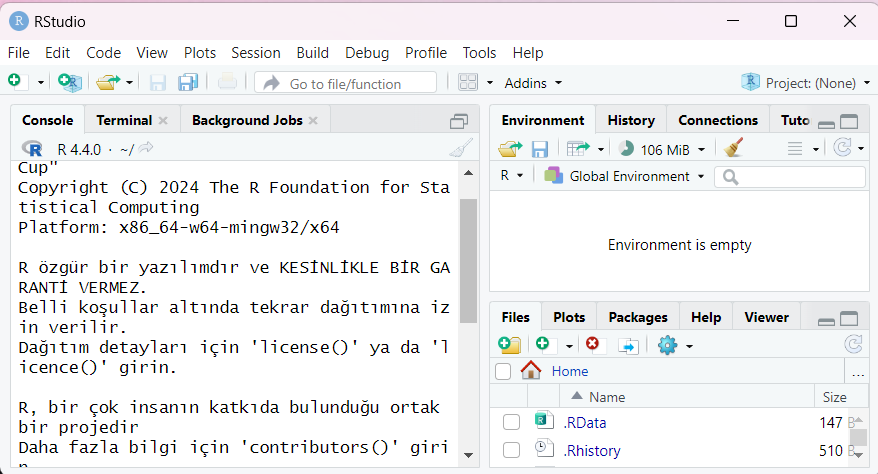 RStudio
File Edit Code View Plots Session Build Debug Profile Tools Help
Go to file/function Addins Project: (None)
Console Terminal Background Jobs
R 4.4.0 · ~/
Cup"
Copyright (C) 2024 The R Foundation for Sta
tistical Computing
Platform: x86_64-w64-mingw32/x64
R özgür bir yazılımdır ve KESİNLİKLE BİR GA
RANTİ VERMEZ.
Belli koşullar altında tekrar dağıtımına iz
in verilir.
Dağıtım detayları için 'license()' ya da 'l
icence()' girin.
R, bir çok insanın katkıda bulunduğu ortak
bir projedir
Daha fazla bilgi için 'contributors()' giri
n
Environment History Connections Tuto
106 MiB
R Global Environment
Environment is empty
Files Plots Packages Help Viewer
Home ...
Name Size
.RData 147 B
.Rhistory 510 B